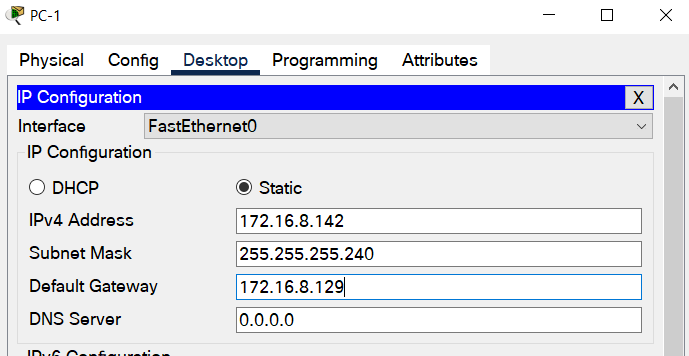 PC-1
Physical Config Desktop Programming Attributes
IP Configuration X
Interface FastEthernet0
IP Configuration
DHCP Static
IPv4 Address 172.16.8.142
Subnet Mask 255.255.255.240
Default Gateway 172.16.8.129
DNS Server 0.0.0.0
IPv6 Configuration